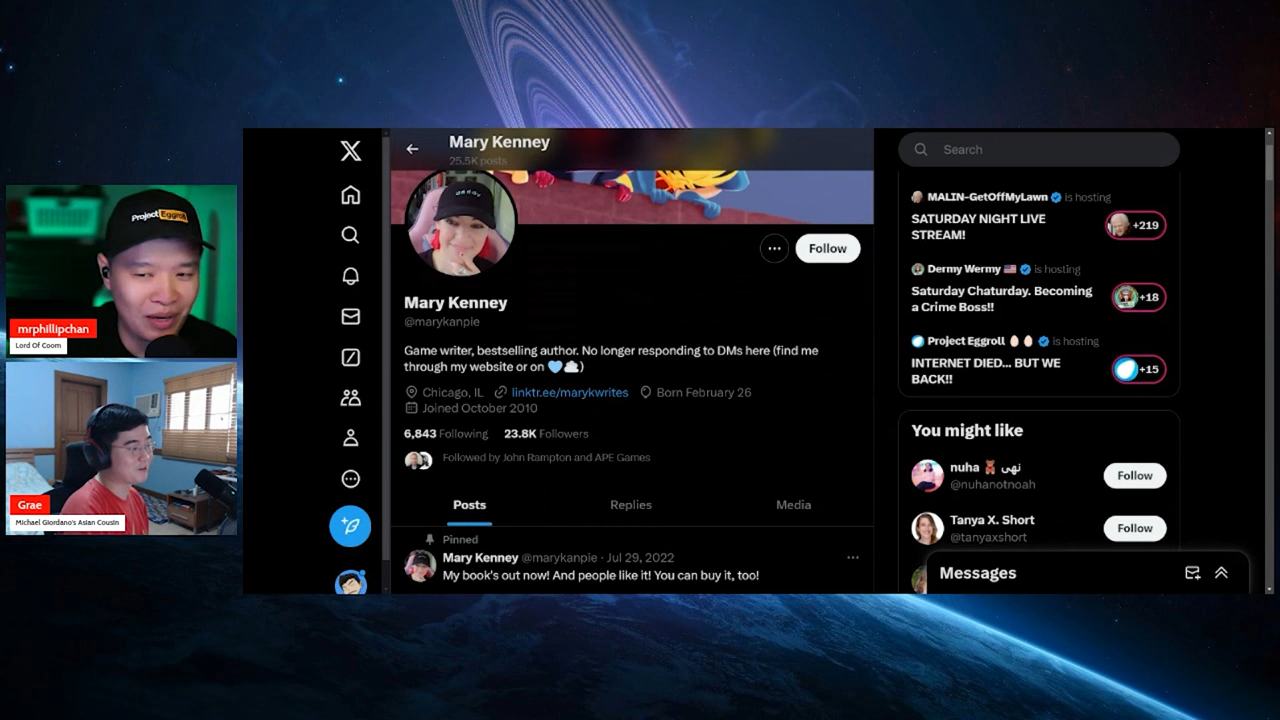 Project Eggroll
mrphillipchan
Lord Of Coom
Grae
Michael Giordano's Asian Cousin
Mary Kenney
25.5K posts
Follow
Mary Kenney
@marykanpie
Game writer, bestselling author. No longer responding to DMs here (find me
through my website or on 💙☁️)
Chicago, IL linktr.ee/marykwrites Born February 26
Joined October 2010
6,843 Following 23.8K Followers
Followed by John Rampton and APE Games
Posts Replies Media
Pinned
Mary Kenney @marykanpie · Jul 29, 2022
My book's out now! And people like it! You can buy it, too!
Search
MALIN-GetOffMyLawn is hosting
SATURDAY NIGHT LIVE
STREAM!
+219
Dermy Wermy 🇺🇸 is hosting
Saturday Chaturday. Becoming
a Crime Boss!!
+18
Project Eggroll 🥚🥚 is hosting
INTERNET DIED... BUT WE
BACK!!
+15
You might like
nuha 🧸 نهى
@nuhanotnoah
Follow
Tanya X. Short
@tanyaxshort
Follow
Messages